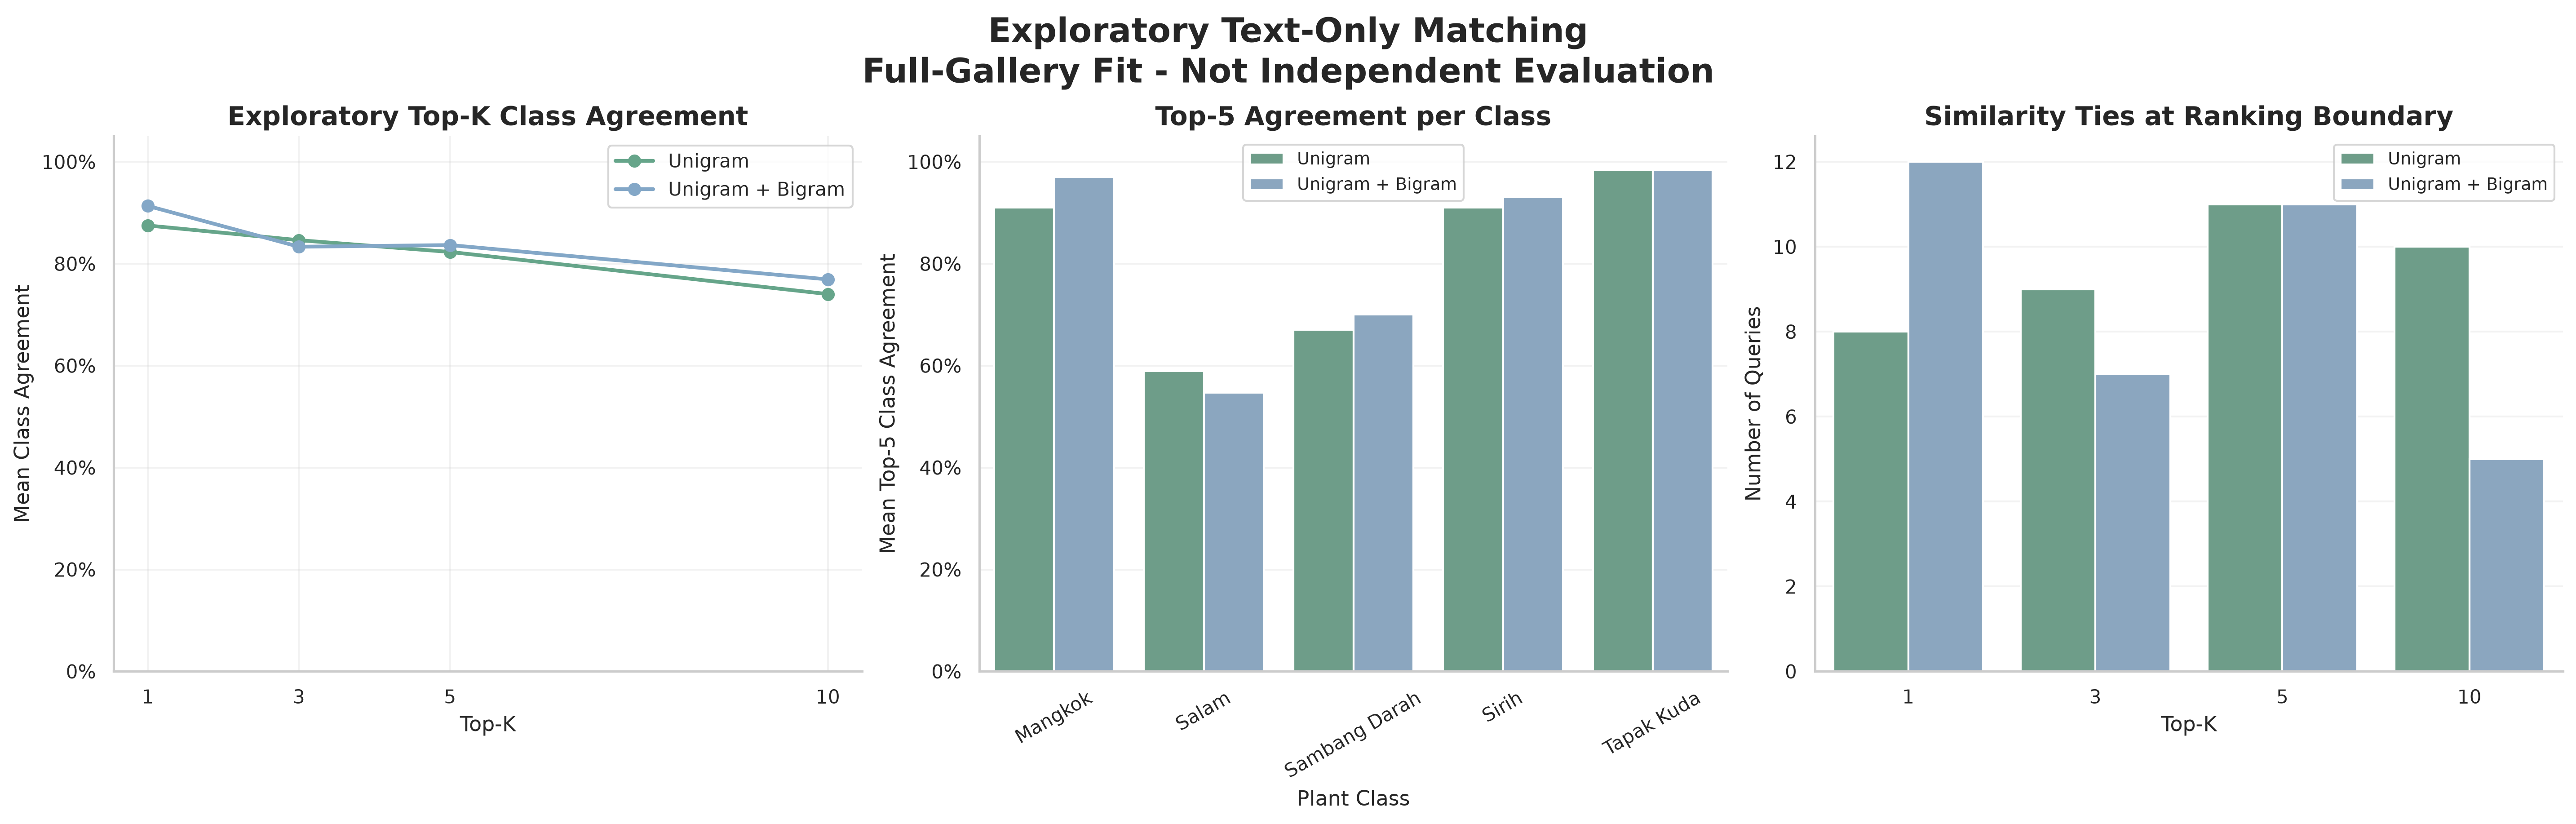 Exploratory Text-Only Matching
Full-Gallery Fit - Not Independent Evaluation
Exploratory Top-K Class Agreement
Mean Class Agreement
100%
80%
60%
40%
20%
0%
Unigram
Unigram + Bigram
1
3
5
10
Top-K
Top-5 Agreement per Class
Mean Top-5 Class Agreement
100%
80%
60%
40%
20%
0%
Unigram
Unigram + Bigram
Mangkok
Salam
Sambang Darah
Sirih
Tapak Kuda
Plant Class
Similarity Ties at Ranking Boundary
Number of Queries
12
10
8
6
4
2
0
Unigram
Unigram + Bigram
1
3
5
10
Top-K